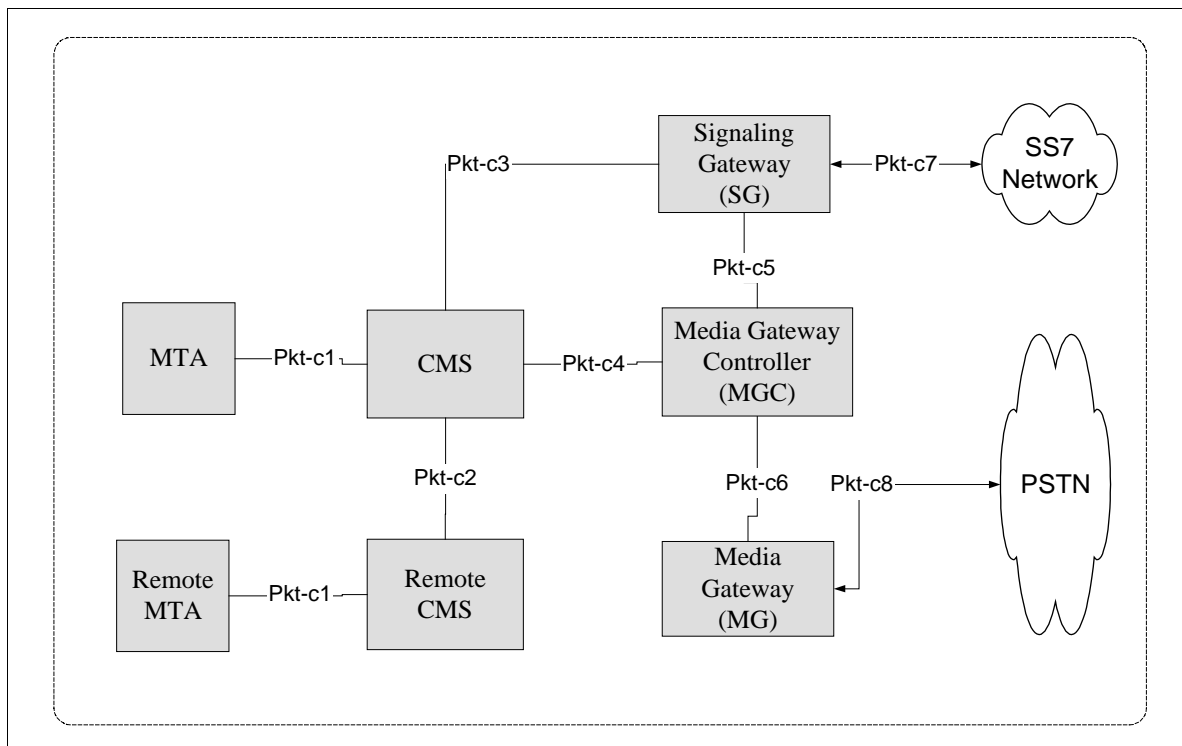 Signaling
Gateway
(SG)
Pkt-c3
Pkt-c7
SS7
Network
Pkt-c5
MTA
Pkt-c1
CMS
Pkt-c4
Media Gateway
Controller
(MGC)
Pkt-c2
Pkt-c6
Pkt-c8
PSTN
Remote
MTA
Pkt-c1
Remote
CMS
Media
Gateway
(MG)